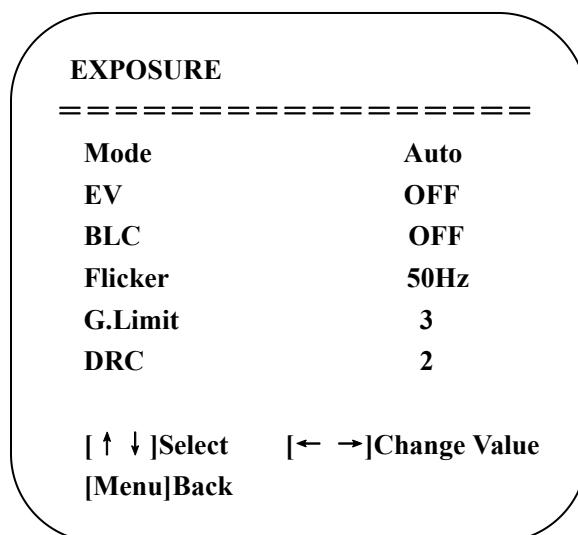 EXPOSURE
=================
Mode Auto
EV OFF
BLC OFF
Flicker 50Hz
G.Limit 3
DRC 2
[↑ ↓]Select [← →]Change Value
[Menu]Back